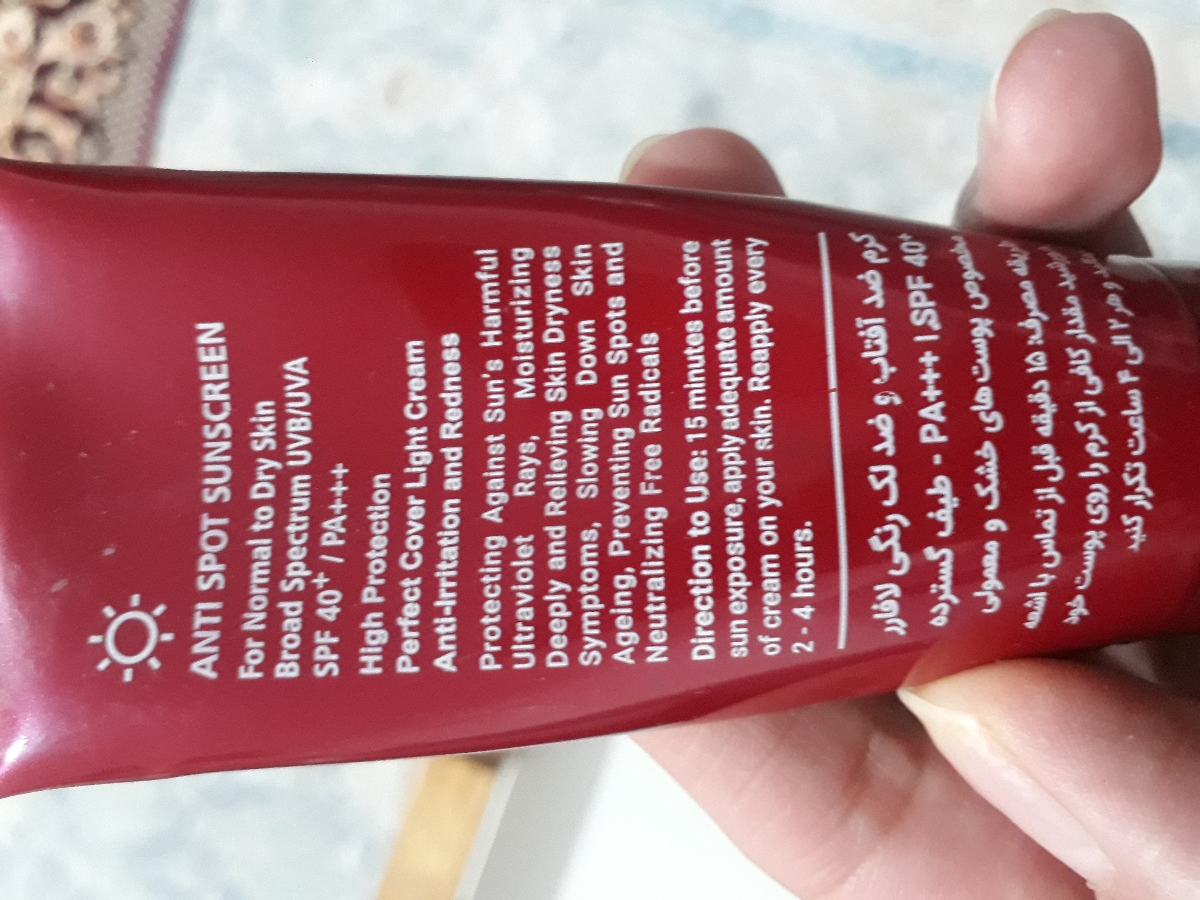 ANTI SPOT SUNSCREEN
For Normal to Dry Skin
Broad Spectrum UVB/UVA
SPF 40+ / PA+++
High Protection
Perfect Cover Light Cream
Anti-Irritation and Redness
Protecting Against Sun's Harmful
Ultraviolet Rays, Moisturizing
Deeply and Relieving Skin Dryness
Symptoms, Slowing Down Skin
Ageing, Preventing Sun Spots and
Neutralizing Free Radicals
Direction to Use: 15 minutes before
sun exposure, apply adequate amount
of cream on your skin. Reapply every
2 - 4 hours.
کرم ضد آفتاب و ضد لک رنگی لافارر
SPF 40+ | PA+++ - طیف گسترده
مخصوص پوست‌های خشک و معمولی
طریقه مصرف: ۱۵ دقیقه قبل از تماس با اشعه
خورشید مقدار کافی از کرم را روی پوست خود
و هر ۲ الی ۴ ساعت تکرار کنید